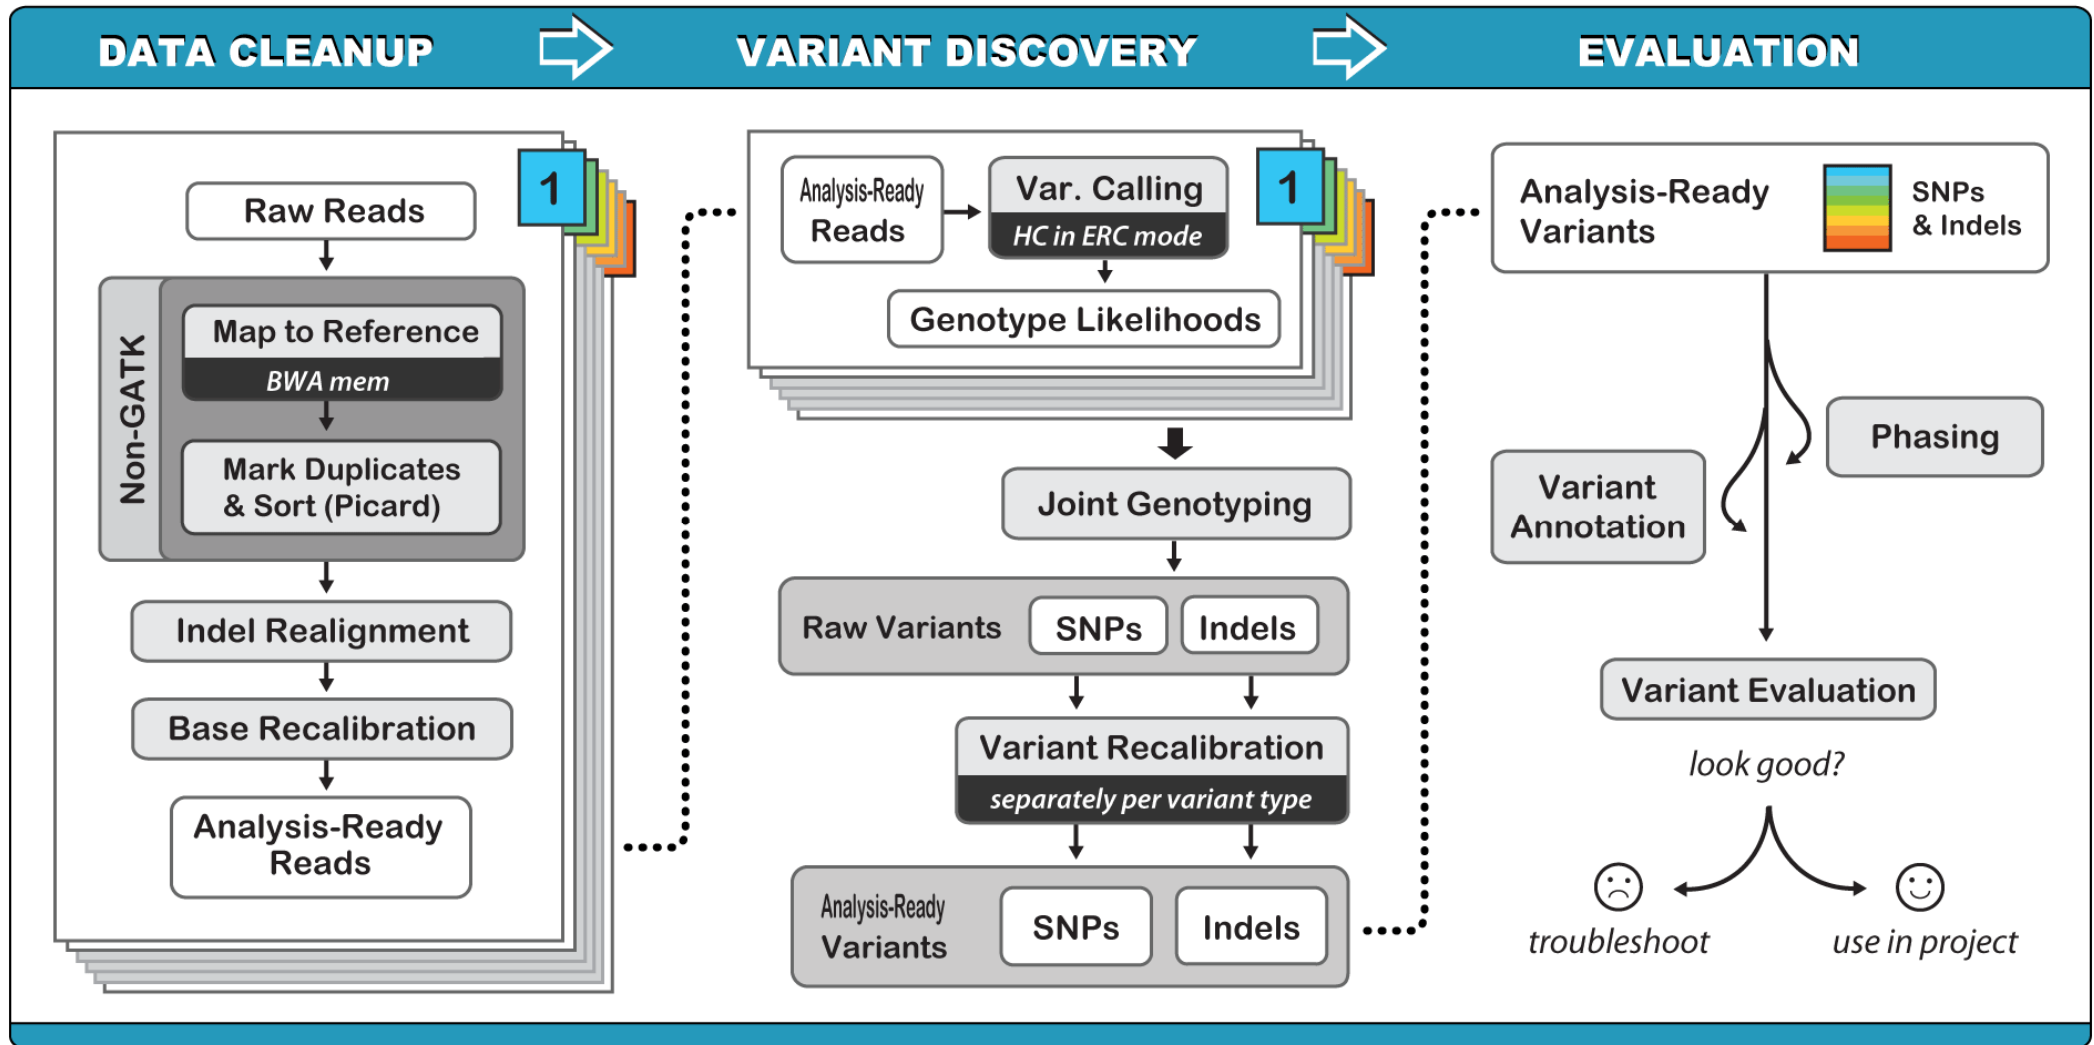 DATA CLEANUP
VARIANT DISCOVERY
EVALUATION
1
Raw Reads
Non-GATK
Map to Reference
BWA mem
Mark Duplicates
& Sort (Picard)
Indel Realignment
Base Recalibration
Analysis-Ready
Reads
1
Analysis-Ready
Reads
Var. Calling
HC in ERC mode
Genotype Likelihoods
Joint Genotyping
Raw Variants
SNPs
Indels
Variant Recalibration
separately per variant type
Analysis-Ready
Variants
SNPs
Indels
Analysis-Ready
Variants
SNPs
& Indels
Phasing
Variant
Annotation
Variant Evaluation
look good?
troubleshoot
use in project